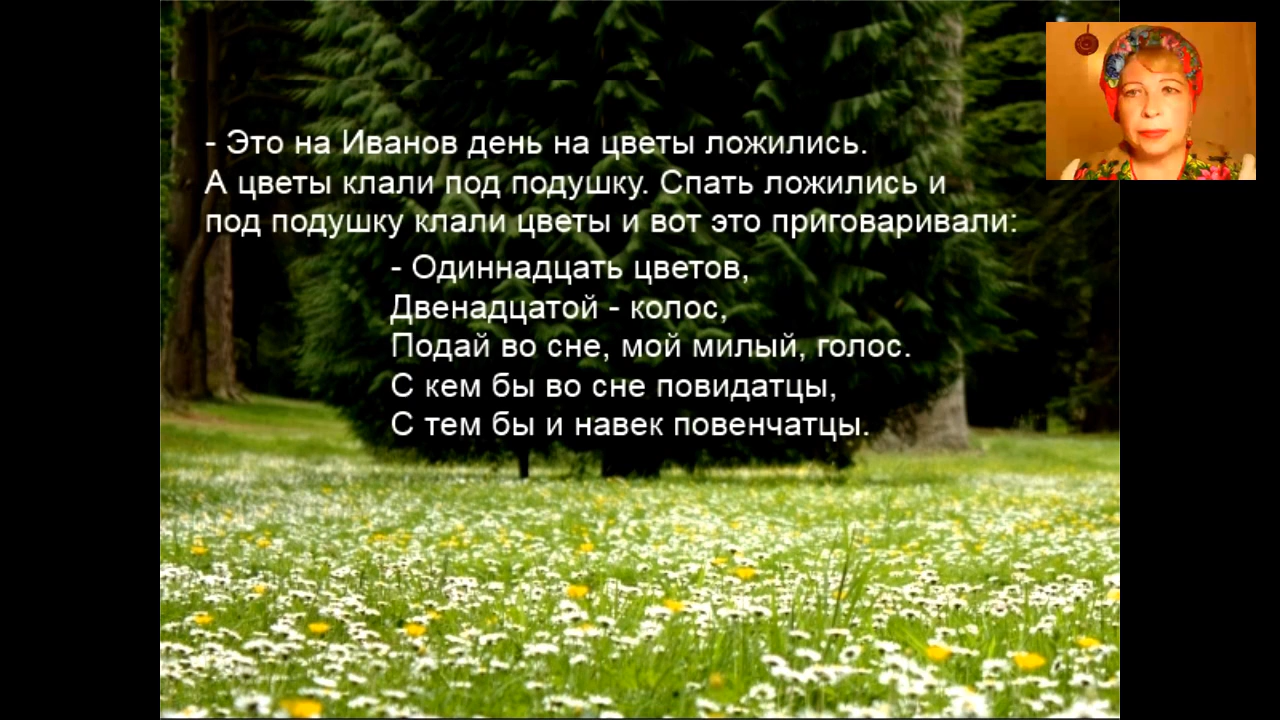 - Это на Иванов день на цветы ложились.
А цветы клали под подушку. Спать ложились и
под подушку клали цветы и вот это приговаривали:
- Одиннадцать цветов,
Двенадцатой - колос,
Подай во сне, мой милый, голос.
С кем бы во сне повидатцы,
С тем бы и навек повенчатцы.